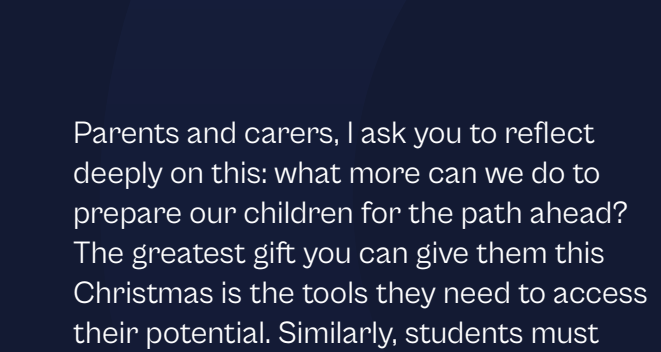 Parents and carers, I ask you to reflect
deeply on this: what more can we do to
prepare our children for the path ahead?
The greatest gift you can give them this
Christmas is the tools they need to access
their potential. Similarly, students must